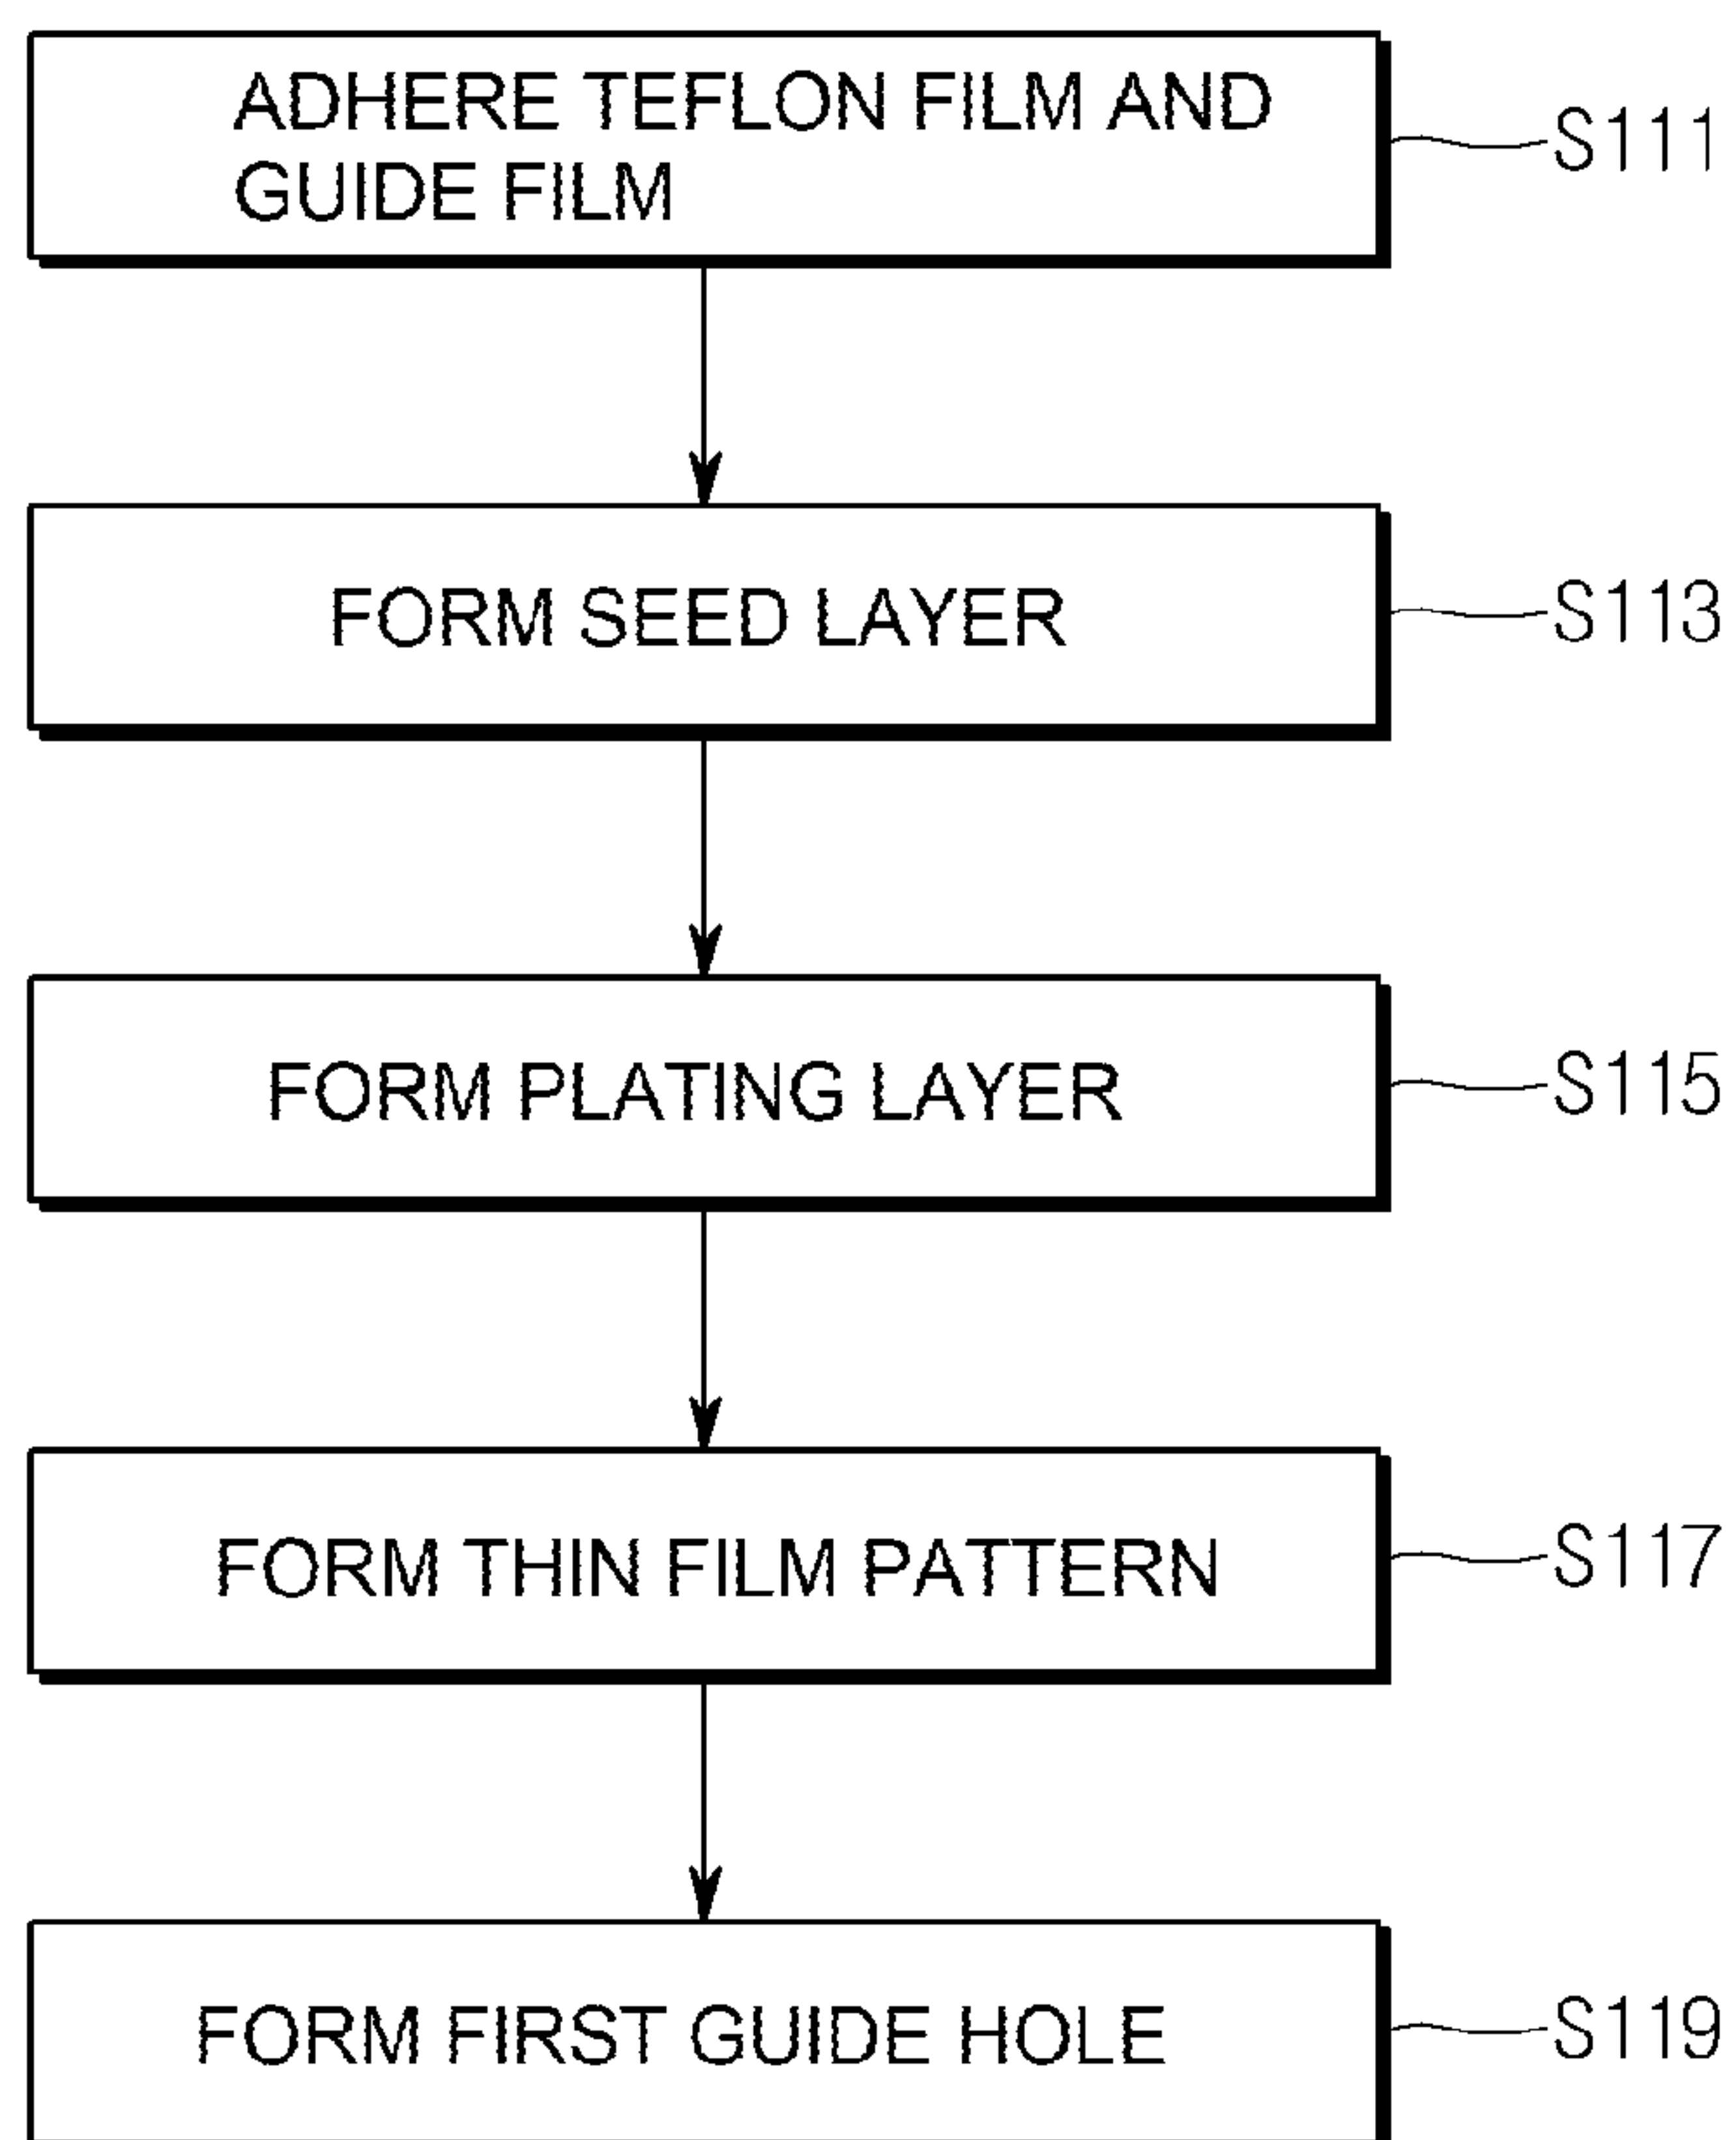 ADHERE TEFLON FILM AND
GUIDE FILM
S111
FORM SEED LAYER
S113
FORM PLATING LAYER
S115
FORM THIN FILM PATTERN
S117
FORM FIRST GUIDE HOLE
S119